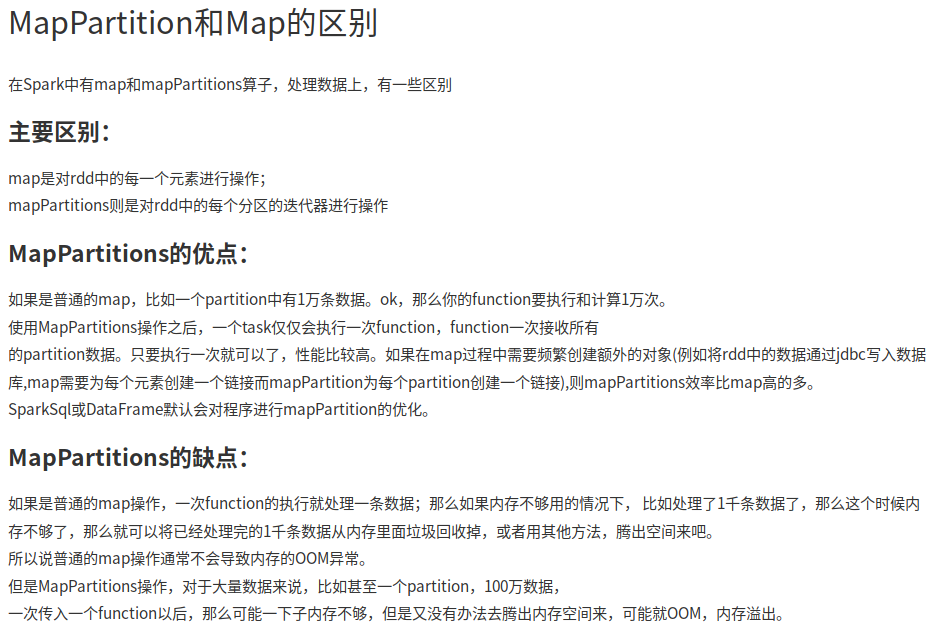 MapPartition和Map的区别
在Spark中有map和mapPartitions算子，处理数据上，有一些区别
主要区别：
map是对rdd中的每一个元素进行操作；
mapPartitions则是对rdd中的每个分区的迭代器进行操作
MapPartitions的优点：
如果是普通的map，比如一个partition中有1万条数据。ok，那么你的function要执行和计算1万次。
使用MapPartitions操作之后，一个task仅仅会执行一次function，function一次接收所有
的partition数据。只要执行一次就可以了，性能比较高。如果在map过程中需要频繁创建额外的对象(例如将rdd中的数据通过jdbc写入数据
库,map需要为每个元素创建一个链接而mapPartition为每个partition创建一个链接),则mapPartitions效率比map高的多。
SparkSql或DataFrame默认会对程序进行mapPartition的优化。
MapPartitions的缺点：
如果是普通的map操作，一次function的执行就处理一条数据；那么如果内存不够用的情况下， 比如处理了1千条数据了，那么这个时候内
存不够了，那么就可以将已经处理完的1千条数据从内存里面垃圾回收掉，或者用其他方法，腾出空间来吧。
所以说普通的map操作通常不会导致内存的OOM异常。
但是MapPartitions操作，对于大量数据来说，比如甚至一个partition，100万数据，
一次传入一个function以后，那么可能一下子内存不够，但是又没有办法去腾出内存空间来，可能就OOM，内存溢出。